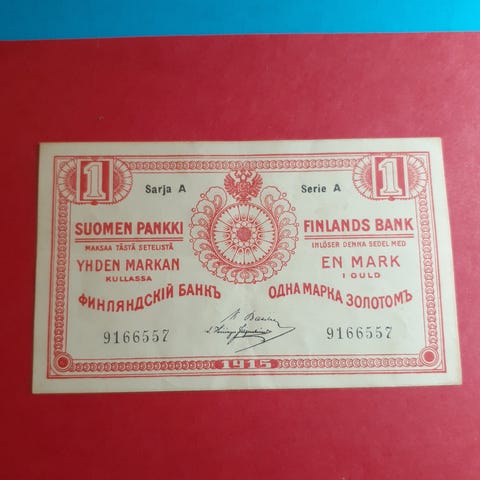 1 1
Sarja A Serie A
SUOMEN PANKKI FINLANDS BANK
MAKSAA TÄSTÄ SETELISTÄ INLÖSER DENNA SEDEL MED
YHDEN MARKAN EN MARK
KULLASSA I GULD
ФИНЛЯНДСКІЙ БАНКЪ ОДНА МАРКА ЗОЛОТОМЪ
9166557 9166557
1915